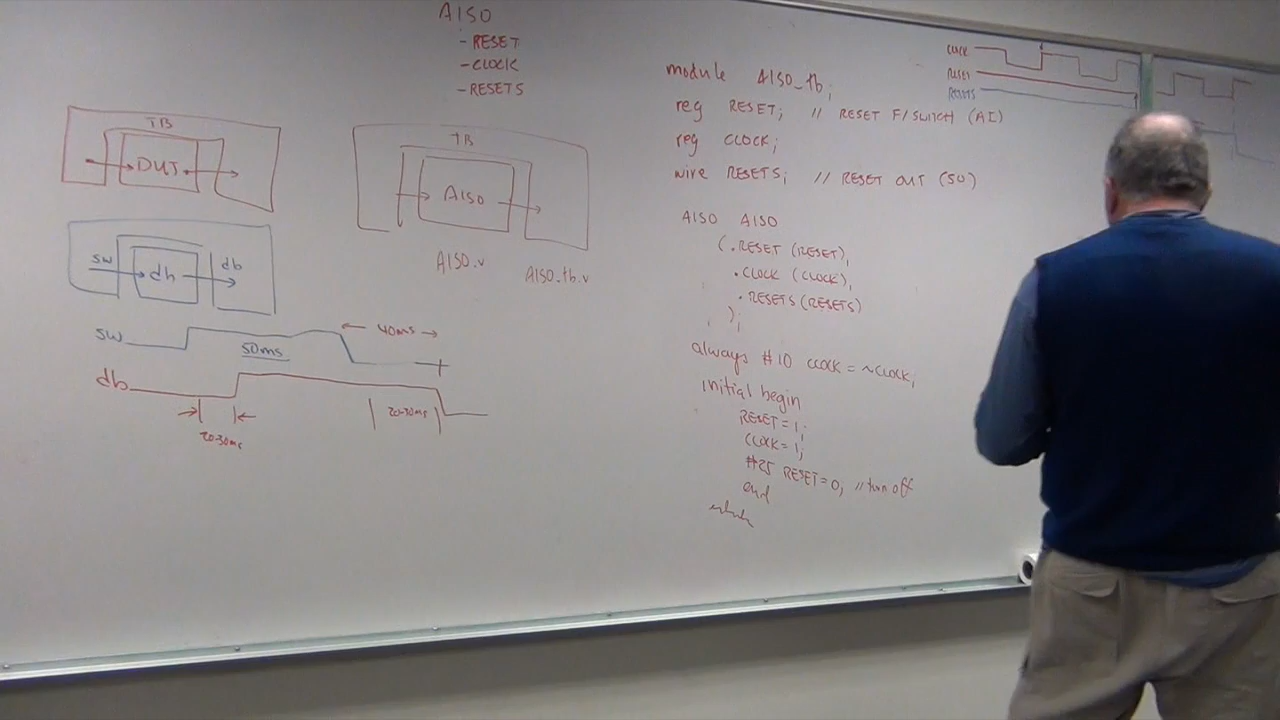 AISO
- RESET
- CLOCK
- RESETS
TB
DUT
TB
AISO
AISO.v
AISO_tb.v
SW
db
db
SW
50ms
40ms
db
20-30ms
20-30ms
module AISO_tb;
reg RESET; // RESET F/SWITCH (AI)
reg CLOCK;
wire RESETS; // RESET OUT (SO)
AISO AISO
(.RESET (RESET),
.CLOCK (CLOCK),
.RESETS (RESETS)
);
always #10 CLOCK = ~CLOCK;
initial begin
RESET = 1;
CLOCK = 1;
#25 RESET = 0; // turn off
end
CLOCK
RESET
RESETS